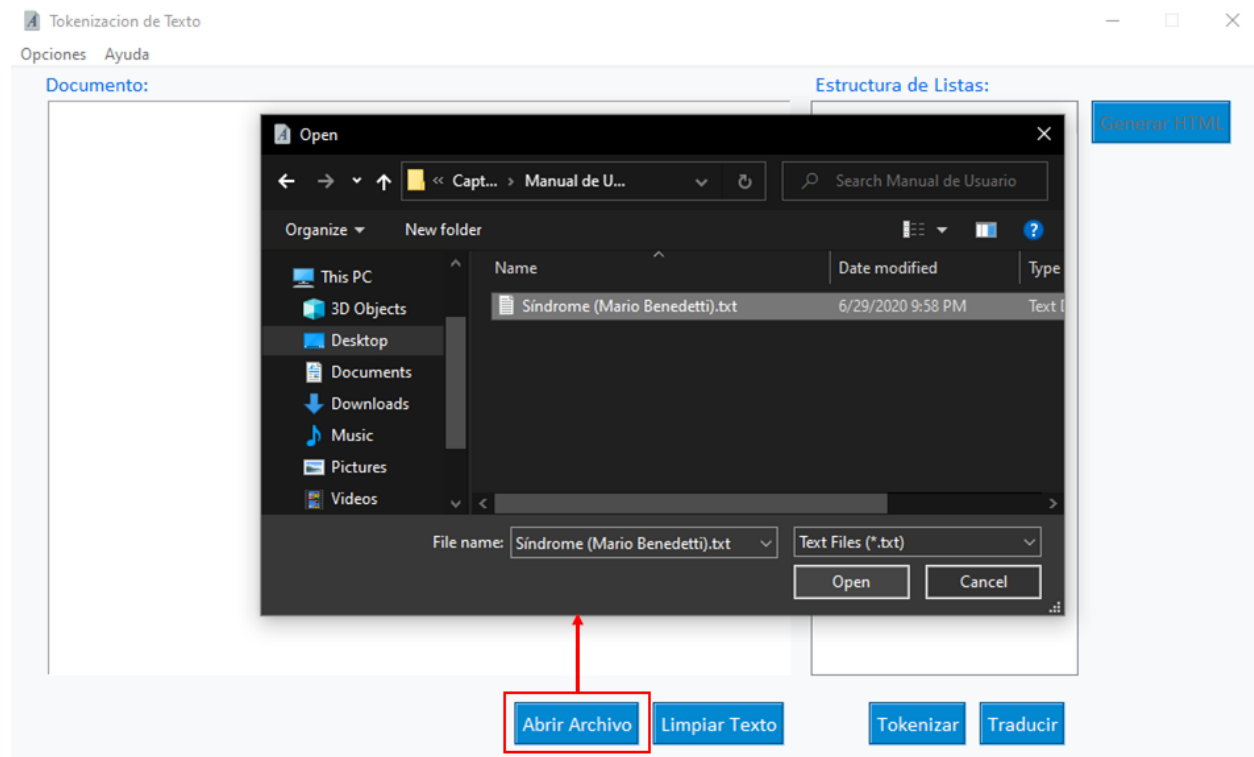 Tokenizacion de Texto
Opciones Ayuda
Documento:
Estructura de Listas:
Generar HTML
Open
« Capt... › Manual de U...
Search Manual de Usuario
Organize
New folder
Name
Date modified
Type
This PC
3D Objects
Desktop
Documents
Downloads
Music
Pictures
Videos
Síndrome (Mario Benedetti).txt
6/29/2020 9:58 PM
Text
File name:
Síndrome (Mario Benedetti).txt
Text Files (*.txt)
Open
Cancel
Abrir Archivo
Limpiar Texto
Tokenizar
Traducir